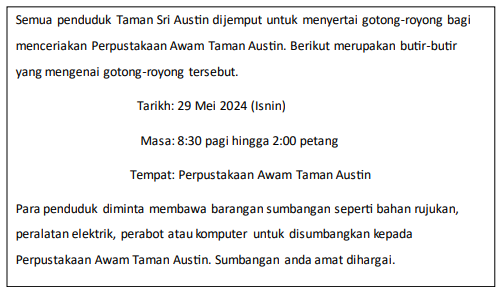 Semua penduduk Taman Sri Austin dijemput untuk menyertai gotong-royong bagi
menceriakan Perpustakaan Awam Taman Austin. Berikut merupakan butir-butir
yang mengenai gotong-royong tersebut.
Tarikh: 29 Mei 2024 (Isnin)
Masa: 8:30 pagi hingga 2:00 petang
Tempat: Perpustakaan Awam Taman Austin
Para penduduk diminta membawa barangan sumbangan seperti bahan rujukan,
peralatan elektrik, perabot atau komputer untuk disumbangkan kepada
Perpustakaan Awam Taman Austin. Sumbangan anda amat dihargai.